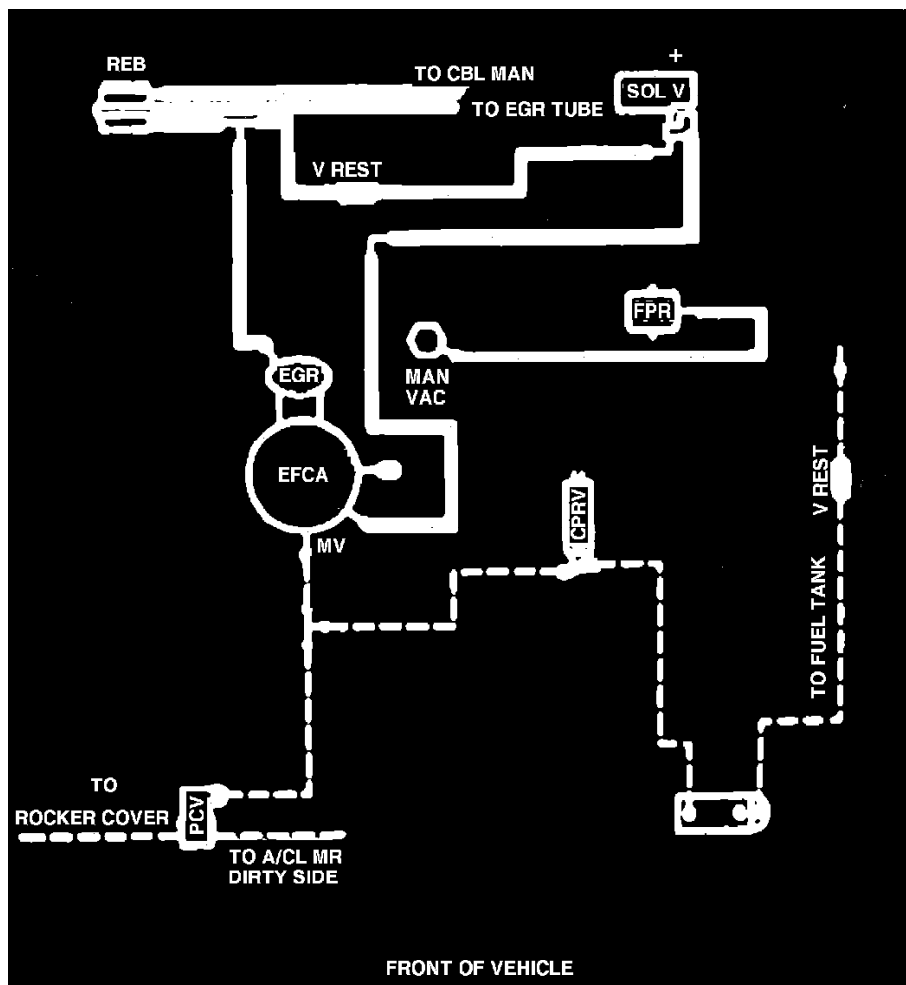 REB
TO CBL MAN
+
SOL V
TO EGR TUBE
V REST
FPR
EGR
MAN
VAC
EFCA
V REST
CPRV
MV
TO FUEL TANK
TO
ROCKER COVER
PCV
TO A/CL MR
DIRTY SIDE
FRONT OF VEHICLE